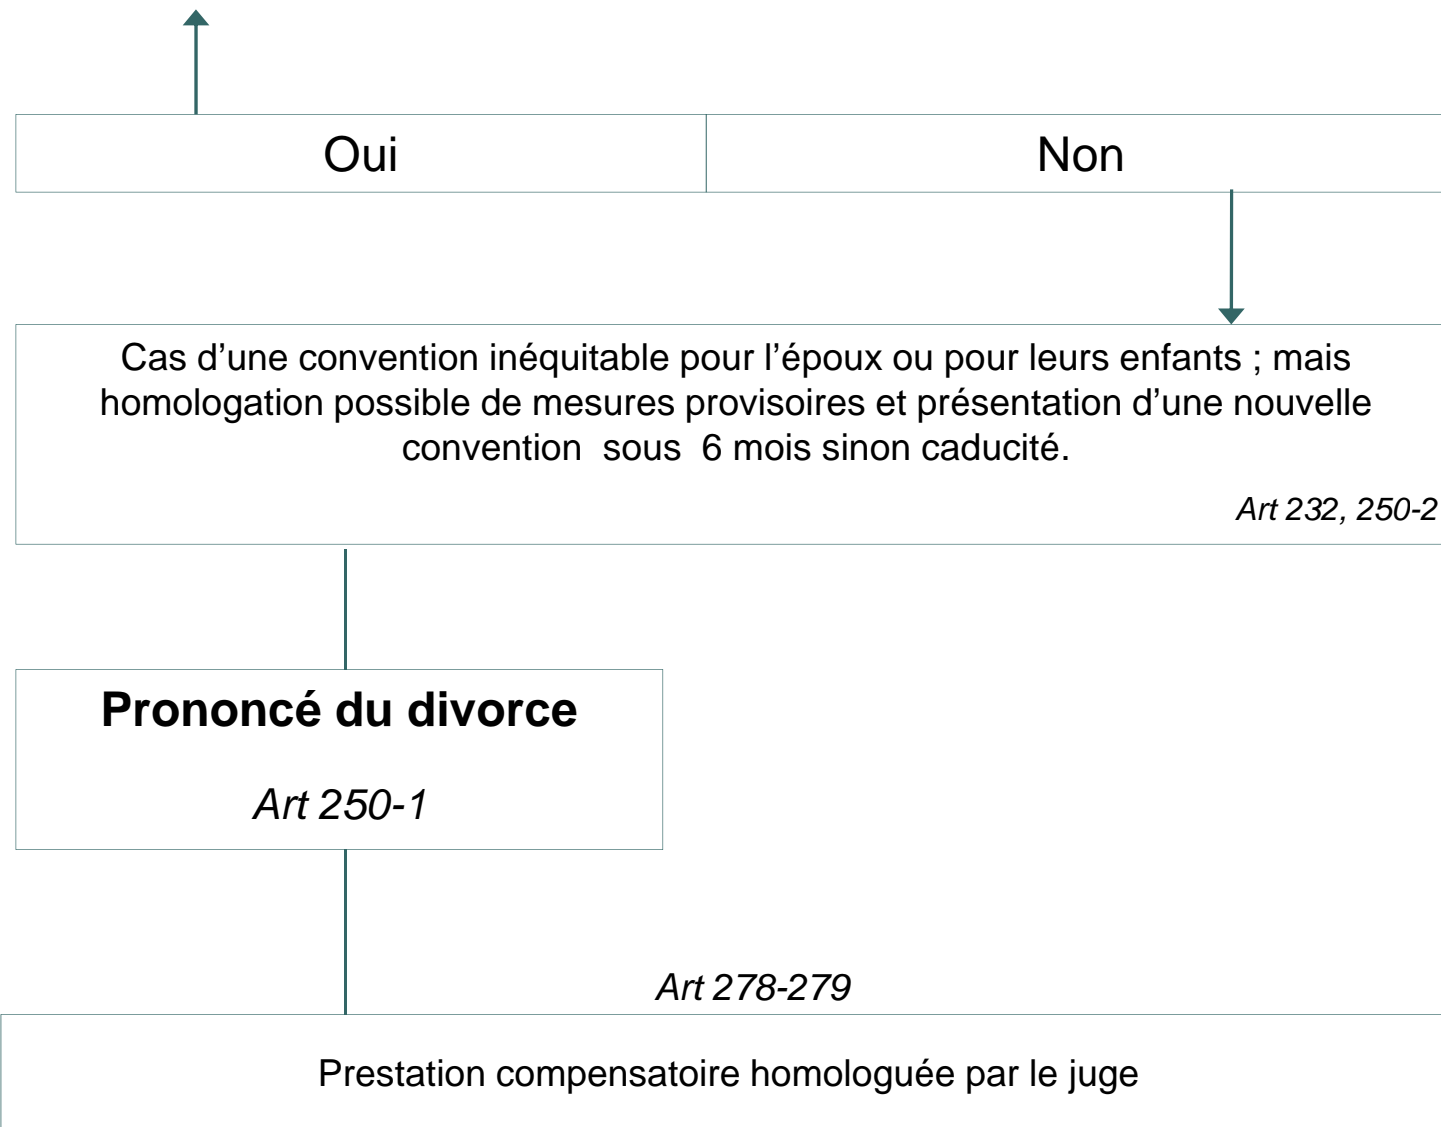 Oui
Non
Cas d’une convention inéquitable pour l’époux ou pour leurs enfants ; mais
homologation possible de mesures provisoires et présentation d’une nouvelle
convention  sous  6 mois sinon caducité.
Art 232, 250-2
Prononcé du divorce
Art 250-1
Art 278-279
Prestation compensatoire homologuée par le juge